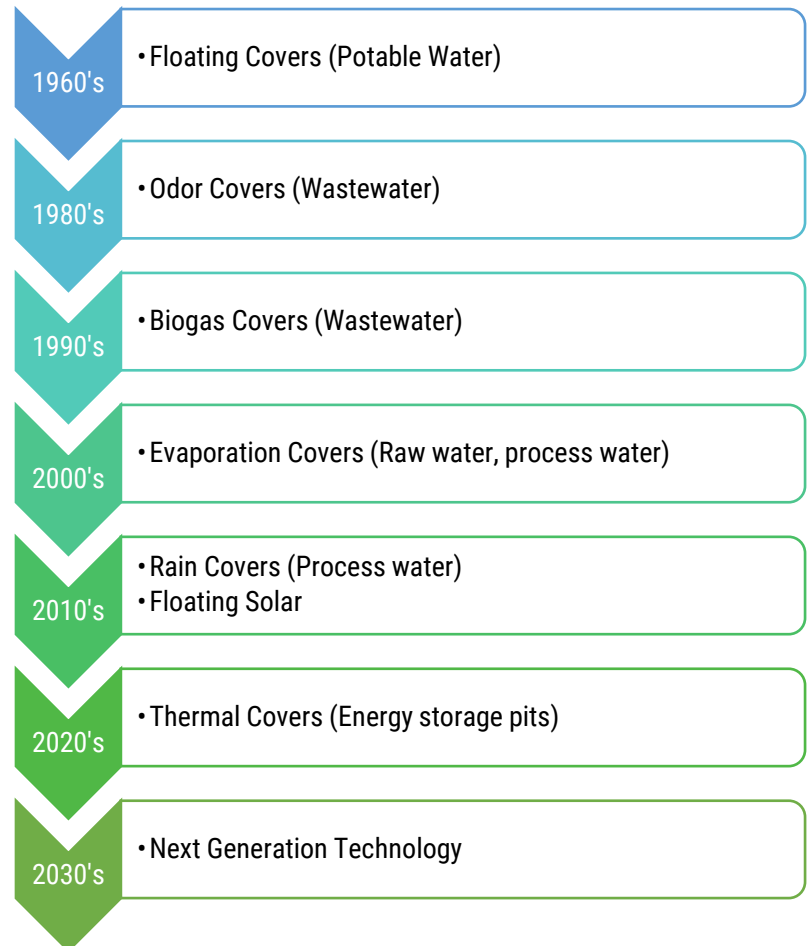 1960's
•Floating Covers (Potable Water)
1980's
•Odor Covers (Wastewater)
1990's
•Biogas Covers (Wastewater)
2000's
•Evaporation Covers (Raw water, process water)
2010's
•Rain Covers (Process water)
•Floating Solar
2020's
•Thermal Covers (Energy storage pits)
2030's
•Next Generation Technology